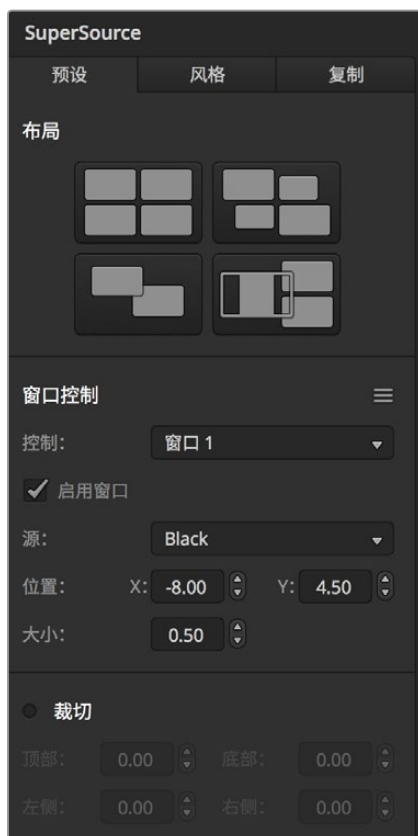 SuperSource
预设 风格 复制
布局
窗口控制
控制: 窗口 1
启用窗口
源: Black
位置: X: -8.00 Y: 4.50
大小: 0.50
裁切
顶部: 0.00 底部: 0.00
左侧: 0.00 右侧: 0.00